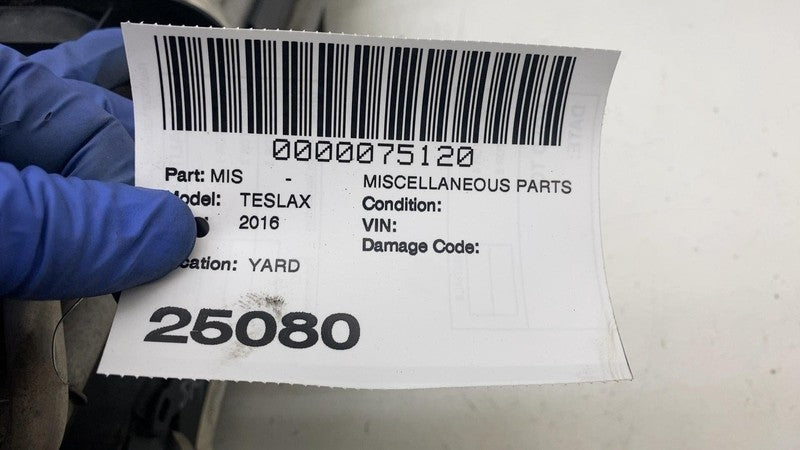 0000075120
Part: MIS - MISCELLANEOUS PARTS
odel: TESLAX Condition:
: 2016 VIN:
Damage Code:
cation: YARD
25080